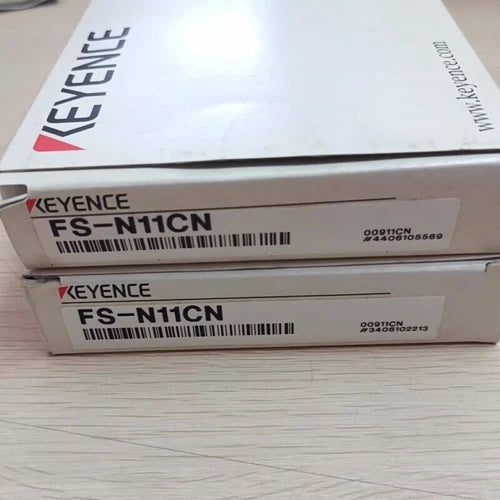 KEYENCE
www.keyence.com
KEYENCE
FS-N11CN
00911CN
#4406105569
KEYENCE
FS-N11CN
00911CN
#3406102213